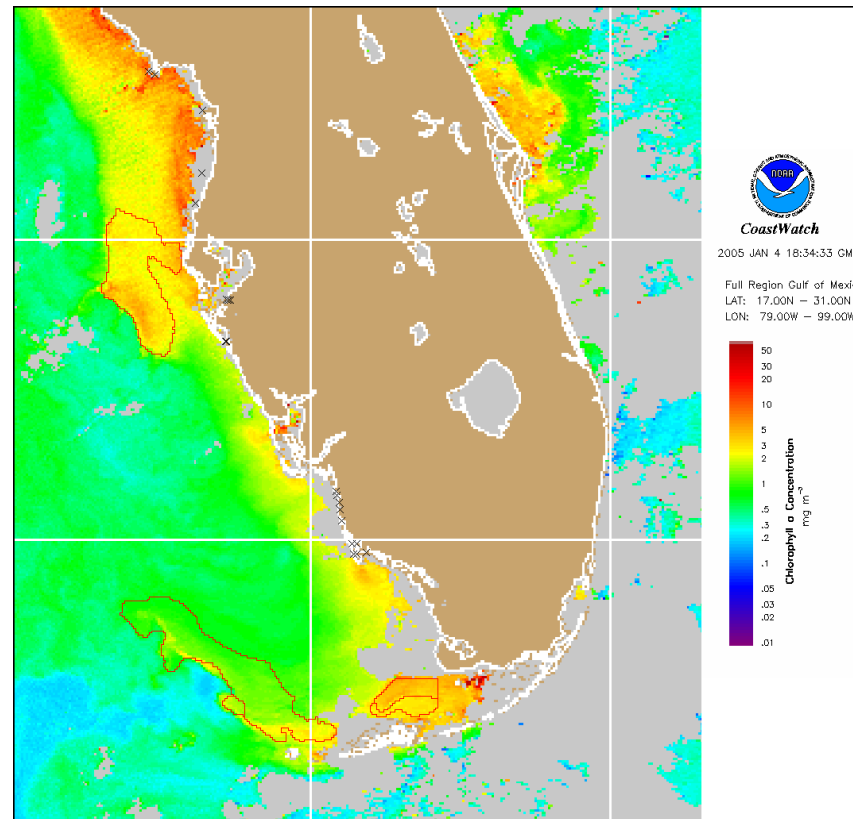 NOAA
CoastWatch
2005 JAN 4 18:34:33 GM
Full Region Gulf of Mexi
LAT: 17.00N – 31.00N
LON: 79.00W – 99.00W
50
30
20
10
5
3
2
1
.5
.3
.2
.1
.05
.03
.02
.01
Chlorophyll a Concentration
mg m⁻³